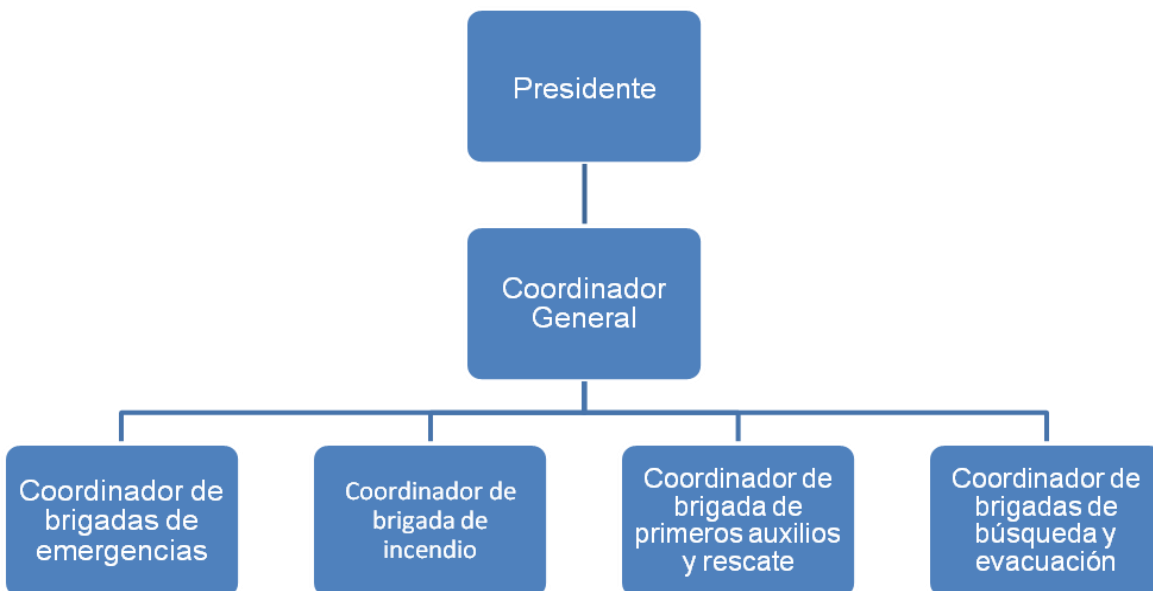 Presidente
Coordinador
General
Coordinador de
brigadas de
emergencias
Coordinador de
brigada de
incendio
Coordinador de
brigada de
primeros auxilios
y rescate
Coordinador de
brigadas de
búsqueda y
evacuación